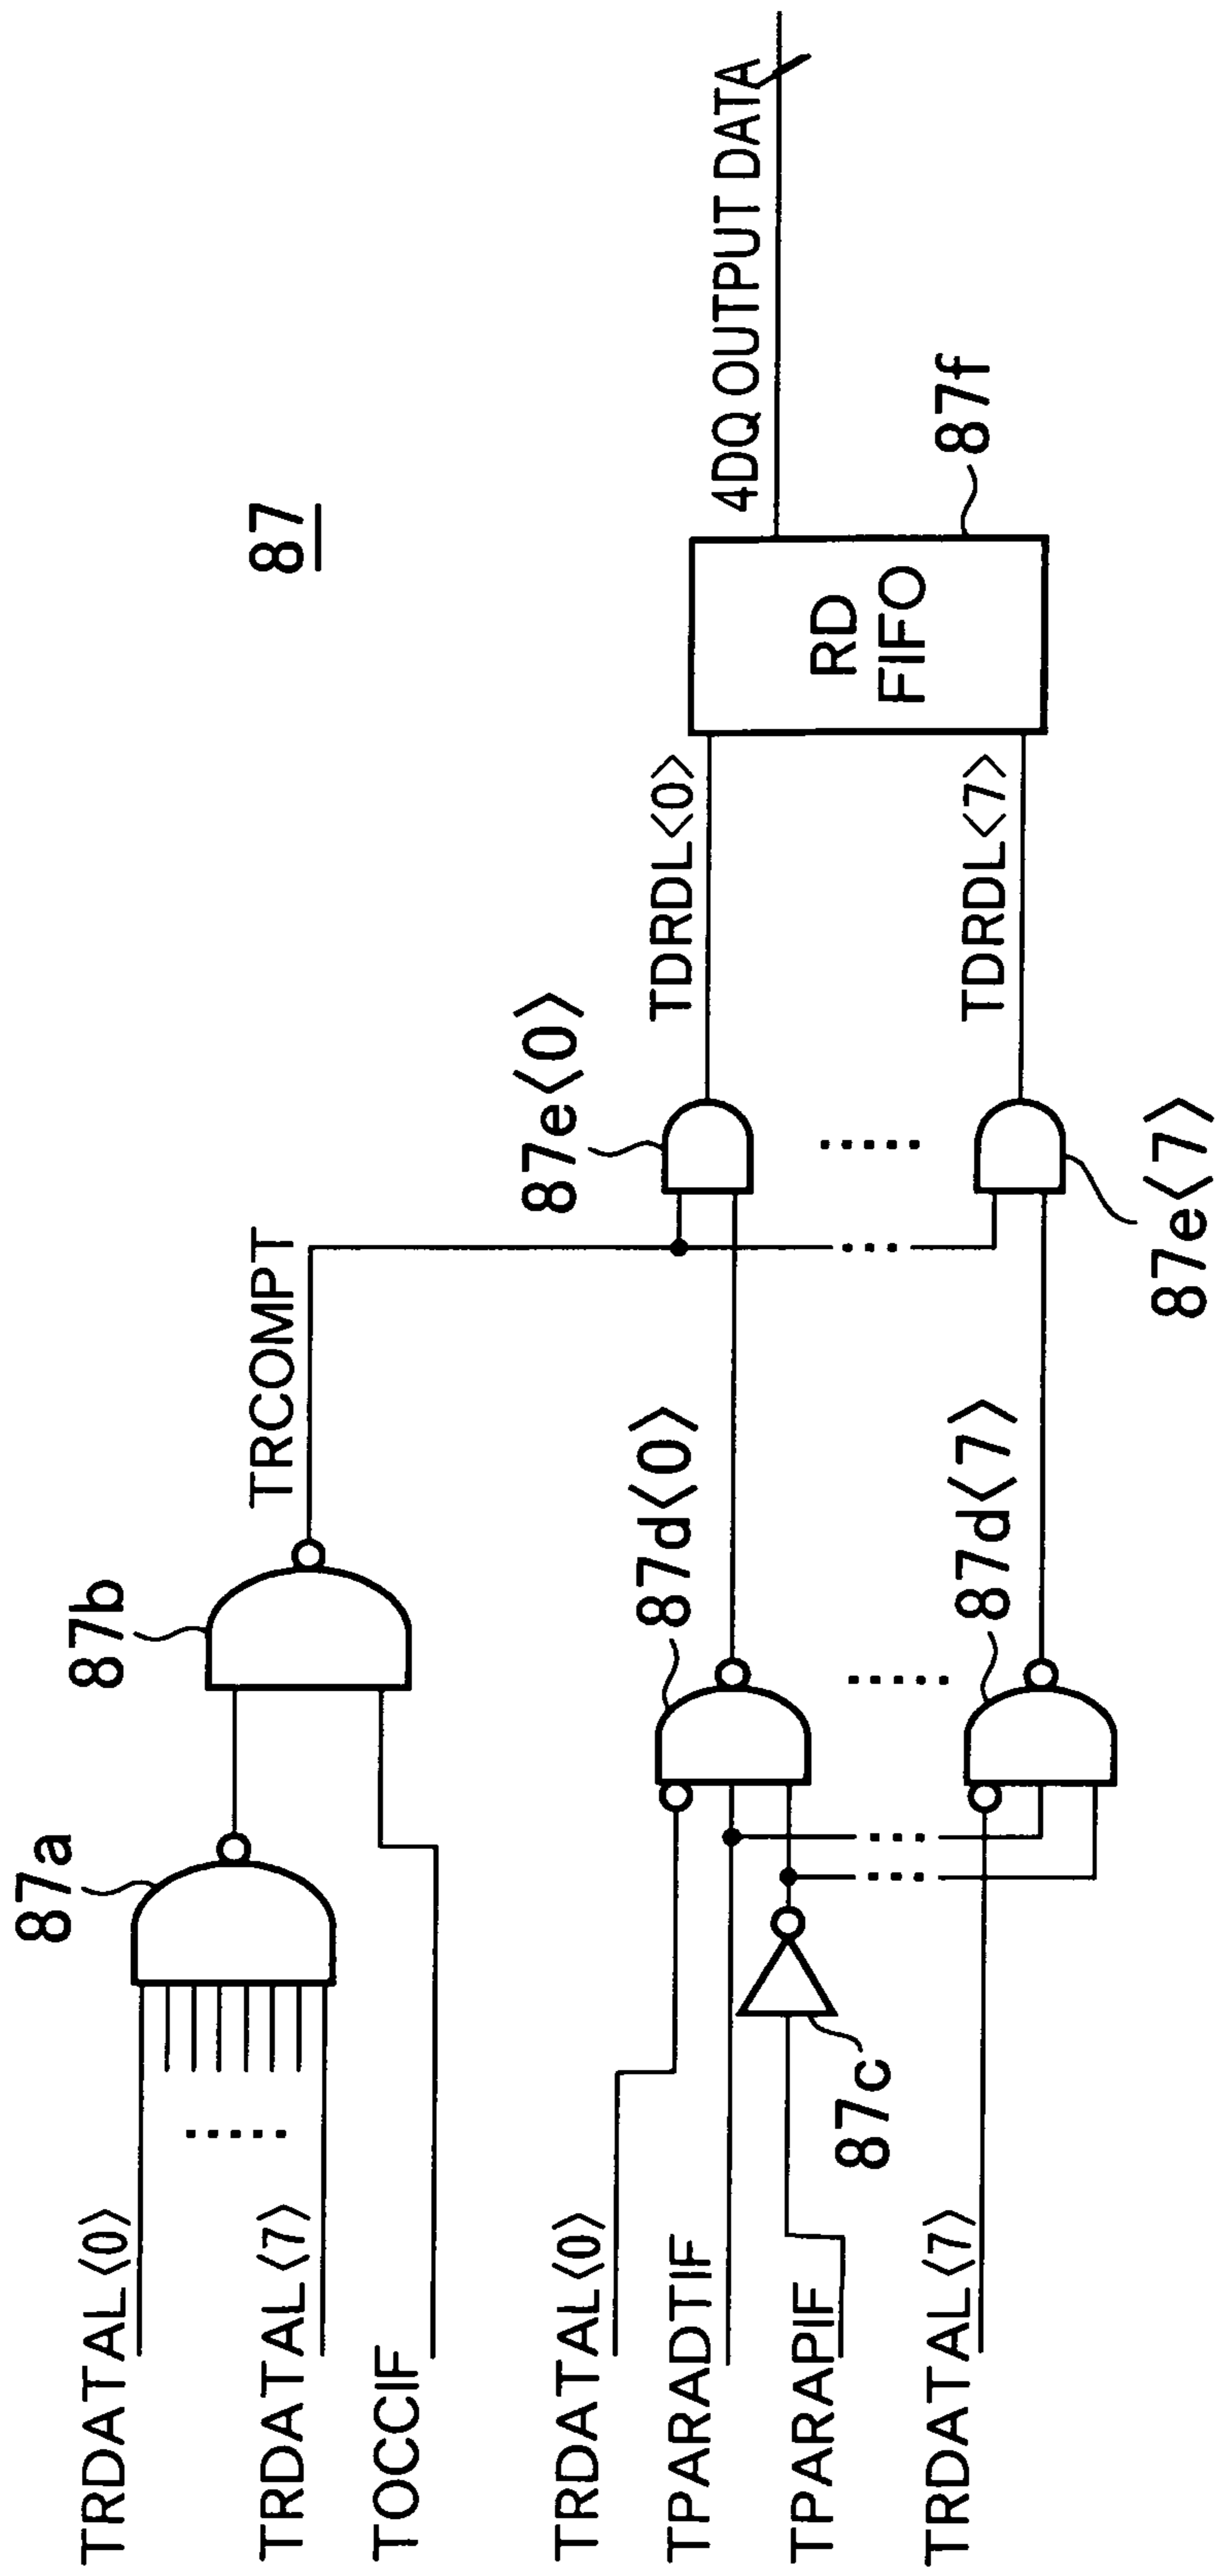 87
TRDATAL<0>
TRDATAL<7>
TOCCIF
87a
87b
TRCOMPT
TRDATAL<0>
TPARADTIF
TPARAPIF
TRDATAL<7>
87c
87d<0>
87d<7>
87e<0>
87e<7>
TDRDL<0>
TDRDL<7>
RD
FIFO
87f
4DQ OUTPUT DATA